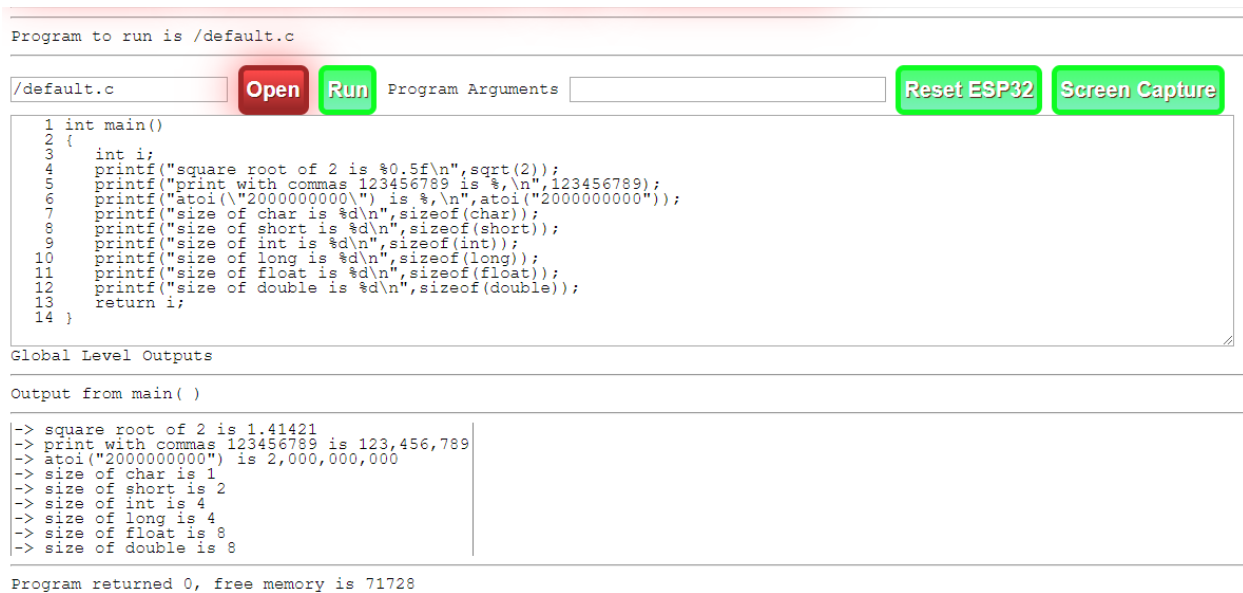 Program to run is /default.c
/default.c Open Run Program Arguments Reset ESP32 Screen Capture
1 int main()
2 {
3     int i;
4     printf("square root of 2 is %0.5f\n",sqrt(2));
5     printf("print with commas 123456789 is %,\n",123456789);
6     printf("atoi(\"2000000000\") is %,\n",atoi("2000000000"));
7     printf("size of char is %d\n",sizeof(char));
8     printf("size of short is %d\n",sizeof(short));
9     printf("size of int is %d\n",sizeof(int));
10     printf("size of long is %d\n",sizeof(long));
11     printf("size of float is %d\n",sizeof(float));
12     printf("size of double is %d\n",sizeof(double));
13     return i;
14 }
Global Level Outputs
Output from main( )
-> square root of 2 is 1.41421
-> print with commas 123456789 is 123,456,789
-> atoi("2000000000") is 2,000,000,000
-> size of char is 1
-> size of short is 2
-> size of int is 4
-> size of long is 4
-> size of float is 8
-> size of double is 8
Program returned 0, free memory is 71728